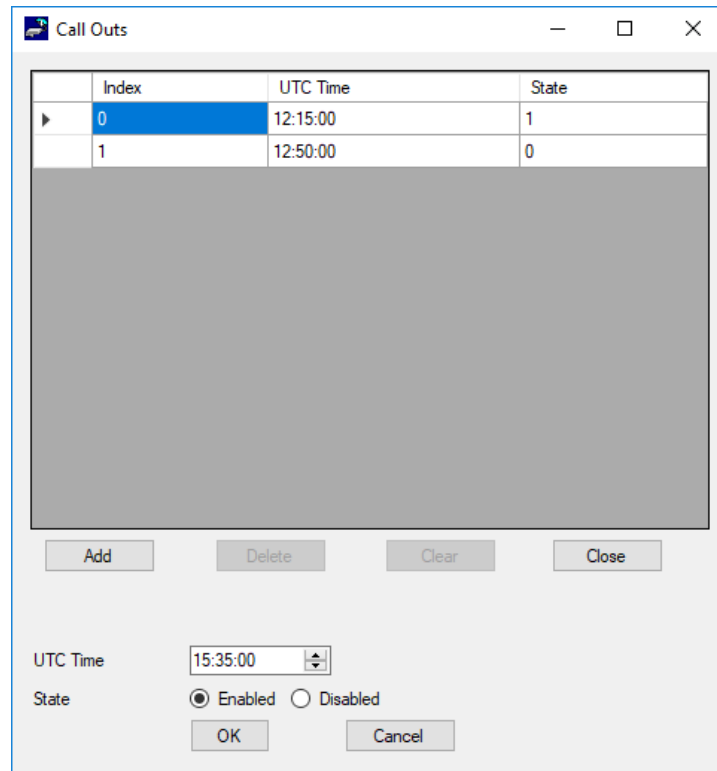 Call Outs
Index UTC Time State
0 12:15:00 1
1 12:50:00 0
Add Delete Clear Close
UTC Time 15:35:00
State Enabled Disabled
OK Cancel